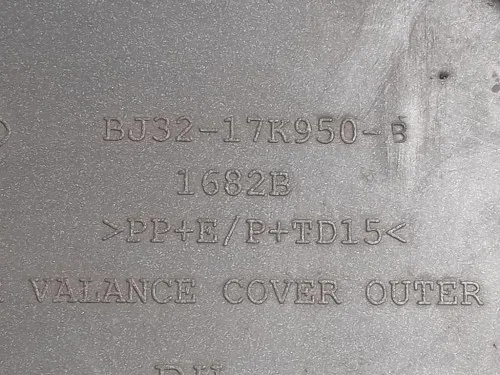 BJ32-17K950-B
1682B
>PP+E/P+TD15<
VALANCE COVER OUTER